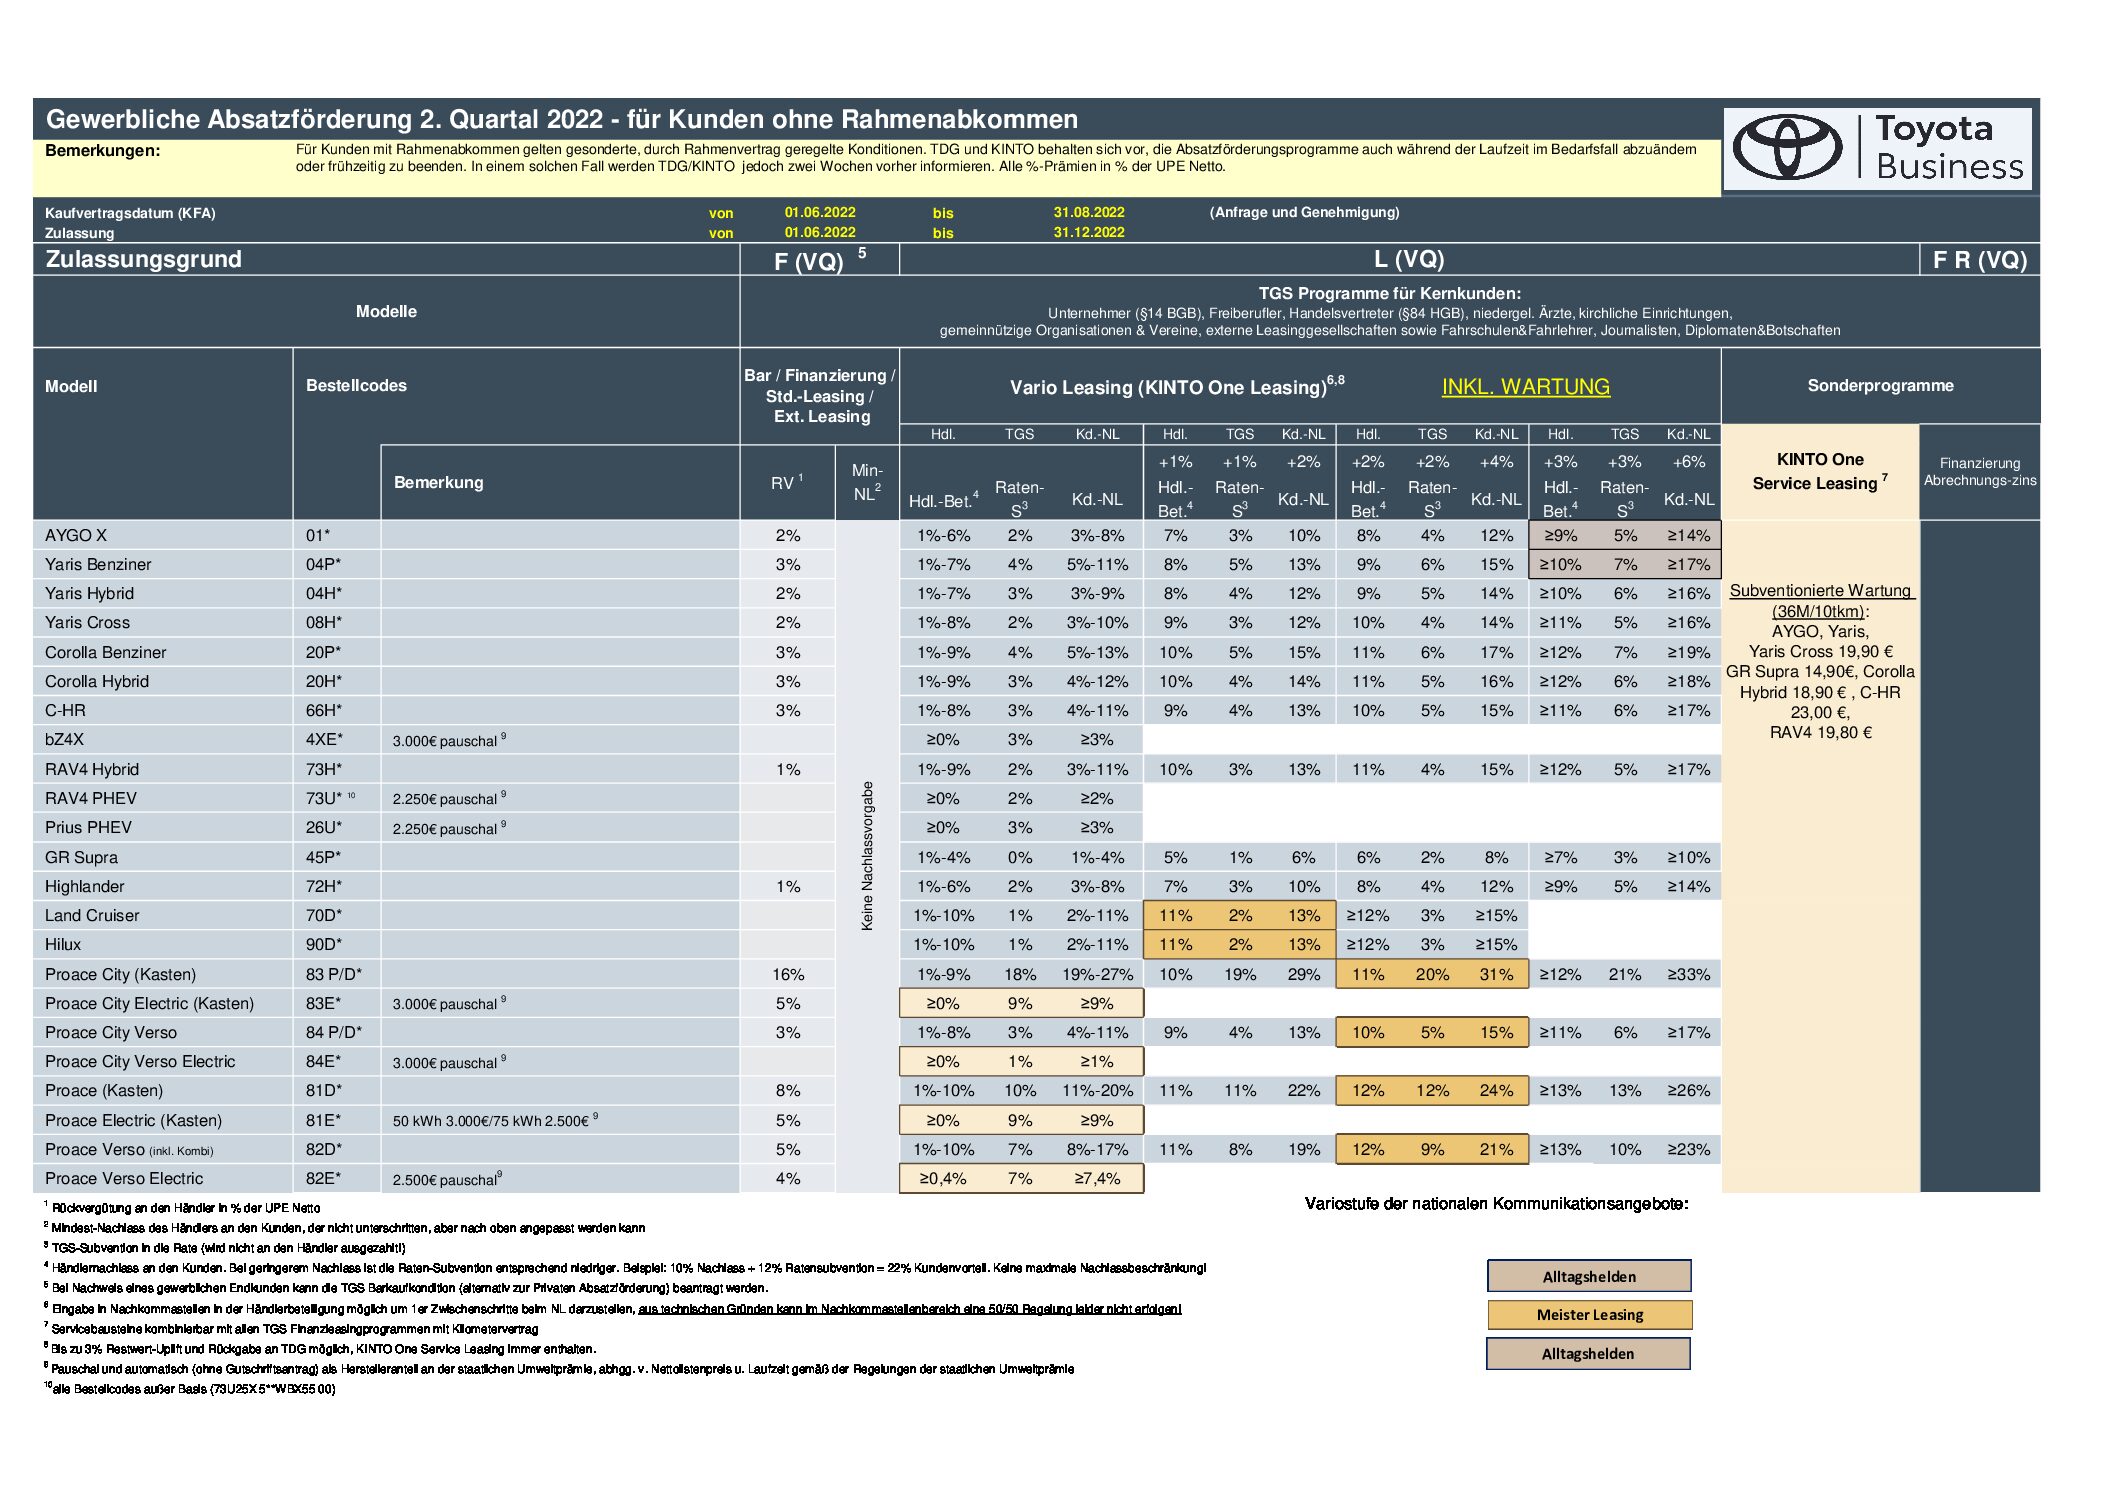 Gewerbliche Absatzförderung 2. Quartal 2022 - für Kunden ohne Rahmenabkommen
Toyota
Business
Bemerkungen: Für Kunden mit Rahmenabkommen gelten gesonderte, durch Rahmenvertrag geregelte Konditionen. TDG und KINTO behalten sich vor, die Absatzförderungsprogramme auch während der Laufzeit im Bedarfsfall abzuändern
oder frühzeitig zu beenden. In einem solchen Fall werden TDG/KINTO jedoch zwei Wochen vorher informieren. Alle %-Prämien in % der UPE Netto.
Kaufvertragsdatum (KFA) von 01.06.2022 bis 31.08.2022 (Anfrage und Genehmigung)
Zulassung von 01.06.2022 bis 31.12.2022
Zulassungsgrund F (VQ) 5 L (VQ) F R (VQ)
Modelle
TGS Programme für Kernkunden:
Unternehmer (§14 BGB), Freiberufler, Handelsvertreter (§84 HGB), niedergel. Ärzte, kirchliche Einrichtungen,
gemeinnützige Organisationen & Vereine, externe Leasinggesellschaften sowie Fahrschulen&Fahrlehrer, Journalisten, Diplomaten&Botschaften
Modell Bestellcodes
Bar / Finanzierung /
Std.-Leasing /
Ext. Leasing
Vario Leasing (KINTO One Leasing)6,8 INKL. WARTUNG
Sonderprogramme
Hdl. TGS Kd.-NL Hdl. TGS Kd.-NL Hdl. TGS Kd.-NL Hdl. TGS Kd.-NL
Bemerkung
RV 1
Min-
NL2
+1% +1% +2% +2% +2% +4% +3% +3% +6%
Hdl.-Bet.4 Raten-S3 Kd.-NL Hdl.-Bet.4 Raten-S3 Kd.-NL Hdl.-Bet.4 Raten-S3 Kd.-NL Hdl.-Bet.4 Raten-S3 Kd.-NL
KINTO One
Service Leasing 7
Finanzierung
Abrechnungs-zins
AYGO X 01* 2% 1%-6% 2% 3%-8% 7% 3% 10% 8% 4% 12% ≥9% 5% ≥14%
Yaris Benziner 04P* 3% 1%-7% 4% 5%-11% 8% 5% 13% 9% 6% 15% ≥10% 7% ≥17%
Yaris Hybrid 04H* 2% 1%-7% 3% 3%-9% 8% 4% 12% 9% 5% 14% ≥10% 6% ≥16%
Yaris Cross 08H* 2% 1%-8% 2% 3%-10% 9% 3% 12% 10% 4% 14% ≥11% 5% ≥16%
Corolla Benziner 20P* 3% 1%-9% 4% 5%-13% 10% 5% 15% 11% 6% 17% ≥12% 7% ≥19%
Corolla Hybrid 20H* 3% 1%-9% 3% 4%-12% 10% 4% 14% 11% 5% 16% ≥12% 6% ≥18%
C-HR 66H* 3% 1%-8% 3% 4%-11% 9% 4% 13% 10% 5% 15% ≥11% 6% ≥17%
bZ4X 4XE* 3.000€ pauschal 9 ≥0% 3% ≥3%
RAV4 Hybrid 73H* 1% 1%-9% 2% 3%-11% 10% 3% 13% 11% 4% 15% ≥12% 5% ≥17%
RAV4 PHEV 73U* 10 2.250€ pauschal 9 ≥0% 2% ≥2%
Prius PHEV 26U* 2.250€ pauschal 9 ≥0% 3% ≥3%
GR Supra 45P* 1%-4% 0% 1%-4% 5% 1% 6% 6% 2% 8% ≥7% 3% ≥10%
Highlander 72H* 1% 1%-6% 2% 3%-8% 7% 3% 10% 8% 4% 12% ≥9% 5% ≥14%
Land Cruiser 70D* 1%-10% 1% 2%-11% 11% 2% 13% ≥12% 3% ≥15%
Hilux 90D* 1%-10% 1% 2%-11% 11% 2% 13% ≥12% 3% ≥15%
Proace City (Kasten) 83 P/D* 16% 1%-9% 18% 19%-27% 10% 19% 29% 11% 20% 31% ≥12% 21% ≥33%
Proace City Electric (Kasten) 83E* 3.000€ pauschal 9 5% ≥0% 9% ≥9%
Proace City Verso 84 P/D* 3% 1%-8% 3% 4%-11% 9% 4% 13% 10% 5% 15% ≥11% 6% ≥17%
Proace City Verso Electric 84E* 3.000€ pauschal 9 ≥0% 1% ≥1%
Proace (Kasten) 81D* 8% 1%-10% 10% 11%-20% 11% 11% 22% 12% 12% 24% ≥13% 13% ≥26%
Proace Electric (Kasten) 81E* 50 kWh 3.000€/75 kWh 2.500€ 9 5% ≥0% 9% ≥9%
Proace Verso (inkl. Kombi) 82D* 5% 1%-10% 7% 8%-17% 11% 8% 19% 12% 9% 21% ≥13% 10% ≥23%
Proace Verso Electric 82E* 2.500€ pauschal9 4% ≥0,4% 7% ≥7,4%
Keine Nachlassvorgabe
Subventionierte Wartung
(36M/10tkm):
AYGO, Yaris,
Yaris Cross 19,90 €
GR Supra 14,90€, Corolla
Hybrid 18,90 € , C-HR
23,00 €,
RAV4 19,80 €
1 Rückvergütung an den Händler in % der UPE Netto
2 Mindest-Nachlass des Händlers an den Kunden, der nicht unterschritten, aber nach oben angepasst werden kann
3 TGS-Subvention in die Rate (wird nicht an den Händler ausgezahlt!)
4 Händlernachlass an den Kunden. Bei geringerem Nachlass ist die Raten-Subvention entsprechend niedriger. Beispiel: 10% Nachlass + 12% Ratensubvention = 22% Kundenvorteil. Keine maximale Nachlassbeschränkung!
5 Bei Nachweis eines gewerblichen Endkunden kann die TGS Barkaufkondition (alternativ zur Privaten Absatzförderung) beantragt werden.
6 Eingabe in Nachkommastellen in der Händlerbeteiligung möglich um 1er Zwischenschritte beim NL darzustellen, aus technischen Gründen kann im Nachkommastellenbereich eine 50/50 Regelung leider nicht erfolgen!
7 Servicebausteine kombinierbar mit allen TGS Finanzleasingprogrammen mit Kilometervertrag
8 Bis zu 3% Restwert-Uplift und Rückgabe an TDG möglich, KINTO One Service Leasing immer enthalten.
9 Pauschal und automatisch (ohne Gutschriftsantrag) als Herstelleranteil an der staatlichen Umweltprämie, abhgg. v. Nettolistenpreis u. Laufzeit gemäß der Regelungen der staatlichen Umweltprämie
10 alle Bestellcodes außer Basis (73U25X5**WBX55 00)
Variostufe der nationalen Kommunikationsangebote:
Alltagshelden
Meister Leasing
Alltagshelden